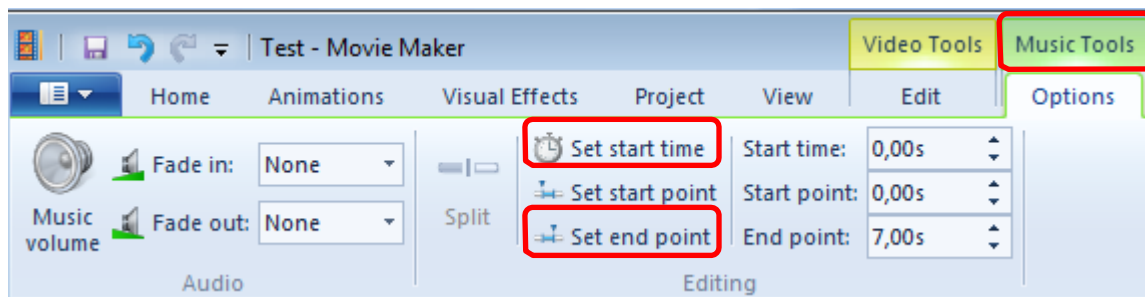 Test - Movie Maker
Video Tools
Music Tools
Home
Animations
Visual Effects
Project
View
Edit
Options
Music volume
Fade in: None
Fade out: None
Audio
Split
Set start time
Set start point
Set end point
Start time: 0,00s
Start point: 0,00s
End point: 7,00s
Editing